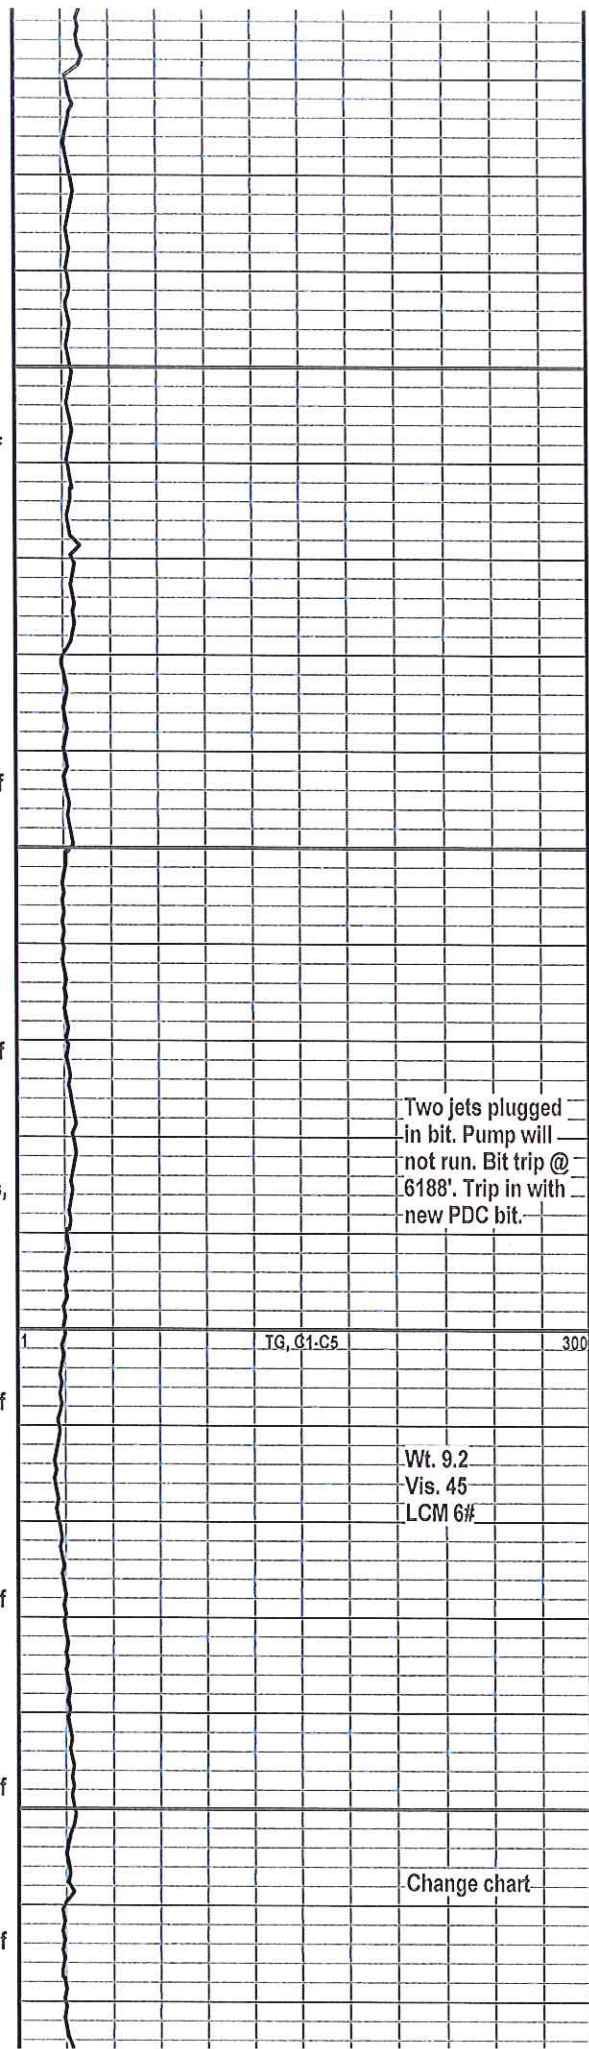 f
f
f
Two jets plugged
in bit. Pump will
not run. Bit trip @
6188'. Trip in with
new PDC bit.
s,
1 TG, C1-C5 300
f
Wt. 9.2
Vis. 45
LCM 6#
f
f
Change chart
f